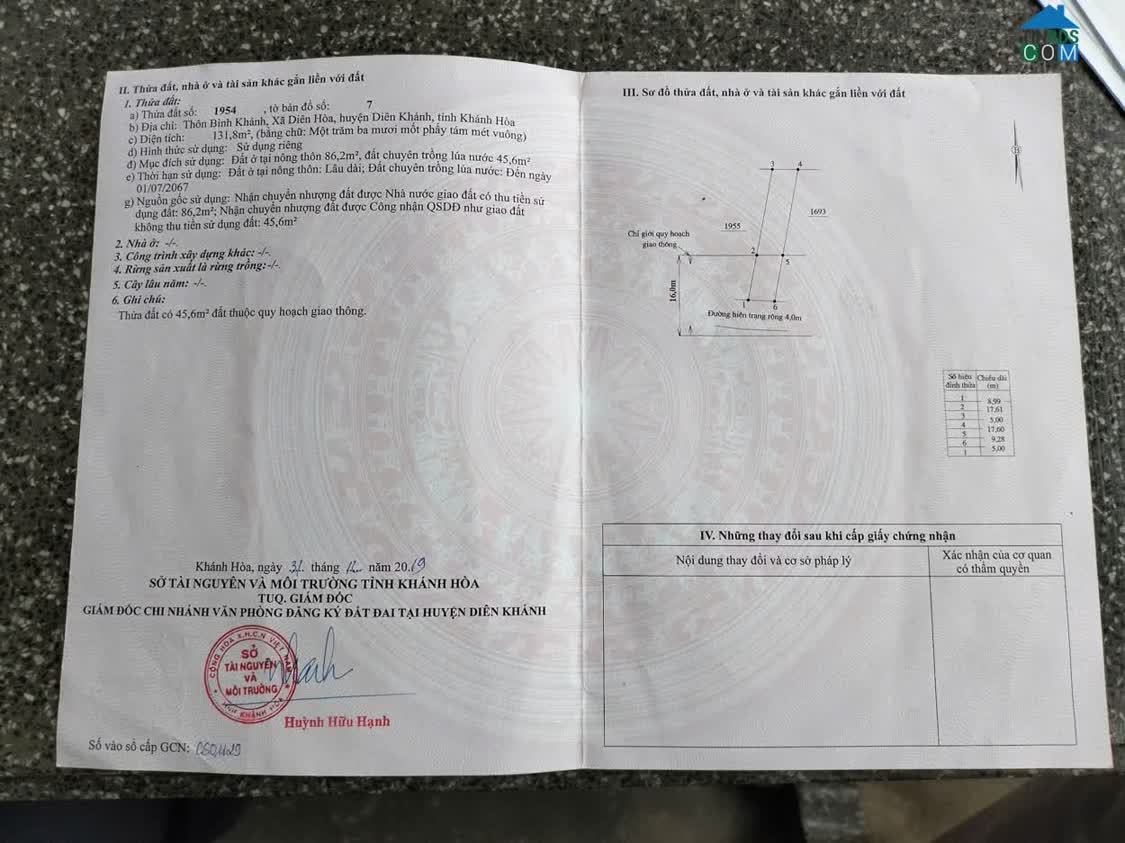 II. Thửa đất, nhà ở và tài sản khác gắn liền với đất
1. Thửa đất:
a) Thửa đất số: 1954 , tờ bản đồ số: 7
b) Địa chỉ: Thôn Bình Khánh, Xã Diên Hòa, huyện Diên Khánh, tỉnh Khánh Hòa
c) Diện tích: 131,8m², (bằng chữ: Một trăm ba mươi mốt phẩy tám mét vuông)
d) Hình thức sử dụng: Sử dụng riêng
đ) Mục đích sử dụng: Đất ở tại nông thôn 86,2m², đất chuyên trồng lúa nước 45,6m²
e) Thời hạn sử dụng: Đất ở tại nông thôn: Lâu dài; Đất chuyên trồng lúa nước: Đến ngày
01/07/2067
g) Nguồn gốc sử dụng: Nhận chuyển nhượng đất được Nhà nước giao đất có thu tiền sử
dụng đất: 86,2m²; Nhận chuyển nhượng đất được Công nhận QSDĐ như giao đất
không thu tiền sử dụng đất: 45,6m²
2. Nhà ở: -/-.
3. Công trình xây dựng khác: -/-.
4. Rừng sản xuất là rừng trồng: -/-.
5. Cây lâu năm: -/-.
6. Ghi chú:
Thửa đất có 45,6m² đất thuộc quy hoạch giao thông.
Khánh Hòa, ngày 31 tháng 12 năm 2019
SỞ TÀI NGUYÊN VÀ MÔI TRƯỜNG TỈNH KHÁNH HÒA
TUQ. GIÁM ĐỐC
GIÁM ĐỐC CHI NHÁNH VĂN PHÒNG ĐĂNG KÝ ĐẤT ĐAI TẠI HUYỆN DIÊN KHÁNH
CỘNG HÒA X.H.C.N VIỆT NAM
SỞ
TÀI NGUYÊN
VÀ
MÔI TRƯỜNG
TỈNH KHÁNH HÒA
Huỳnh Hữu Hạnh
Số vào sổ cấp GCN:
III. Sơ đồ thửa đất, nhà ở và tài sản khác gắn liền với đất
B
3 4
1693
1955
Chỉ giới quy hoạch
giao thông
2 5
16,0m
1 6
Đường hiện trạng rộng 4,0m
Số hiệu đỉnh thửa Chiều dài (m)
1
8,99
2
17,61
3
5,00
4
17,60
5
9,28
6
5,00
1
IV. Những thay đổi sau khi cấp giấy chứng nhận
Nội dung thay đổi và cơ sở pháp lý
Xác nhận của cơ quan
có thẩm quyền
COM